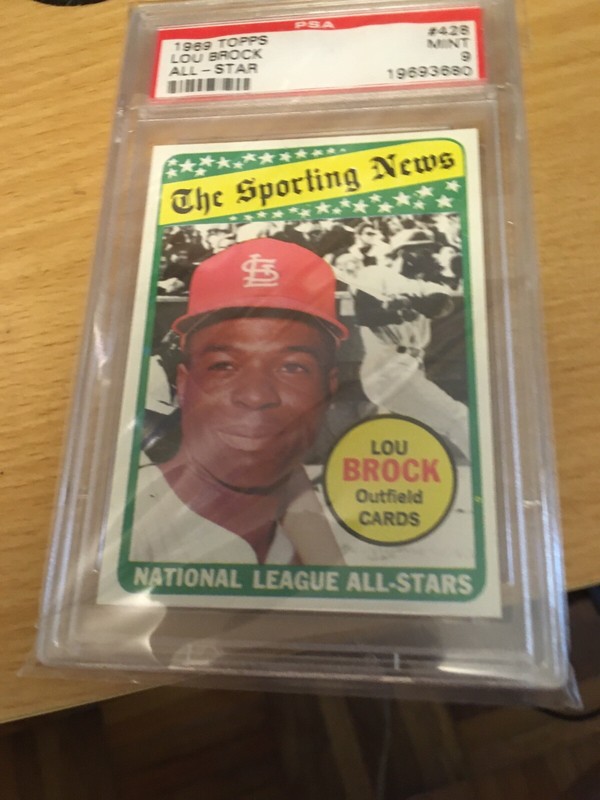 PSA
1969 TOPPS #428
LOU BROCK MINT
ALL-STAR 9
19693680
The Sporting News
STL
LOU
BROCK
Outfield
CARDS
NATIONAL LEAGUE ALL-STARS